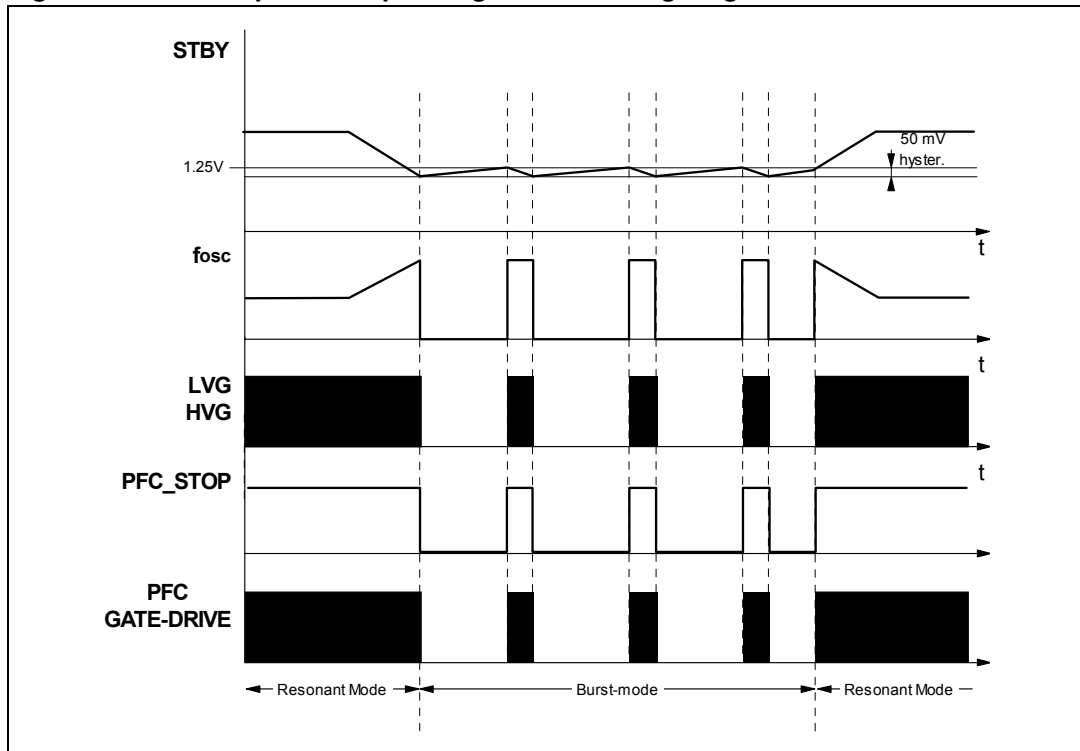 STBY
50 mV
hyster.
1.25V
t
fosc
t
LVG
HVG
t
PFC_STOP
PFC
GATE-DRIVE
Resonant Mode
Burst-mode
Resonant Mode